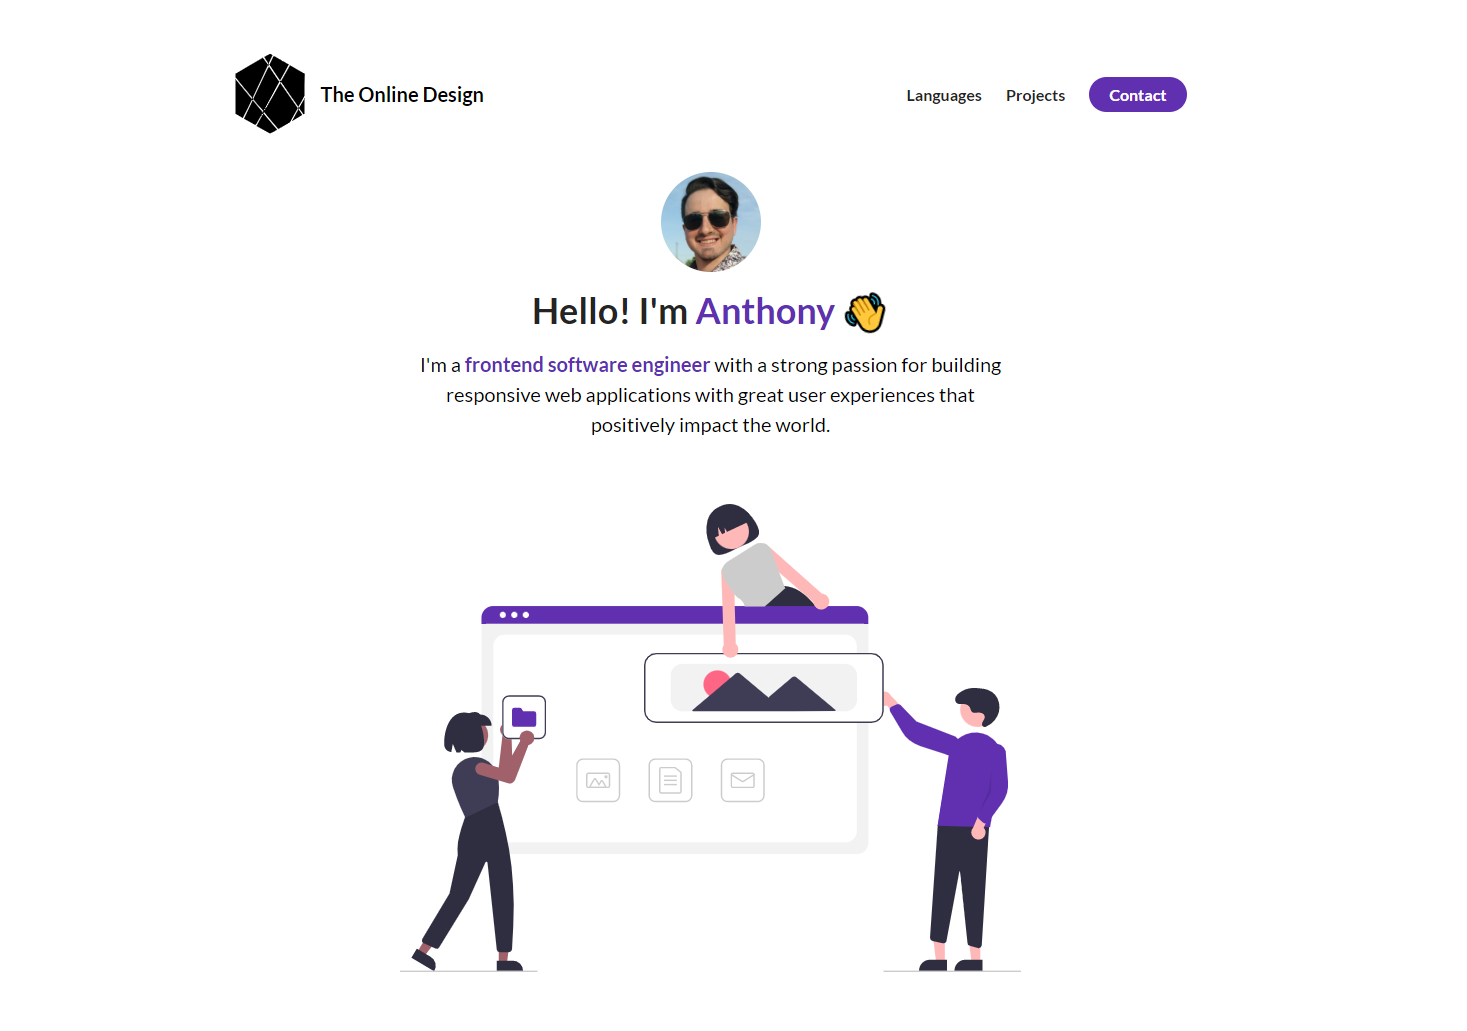 The Online Design
Languages
Projects
Contact
Hello! I'm Anthony 👋
I'm a frontend software engineer with a strong passion for building
responsive web applications with great user experiences that
positively impact the world.